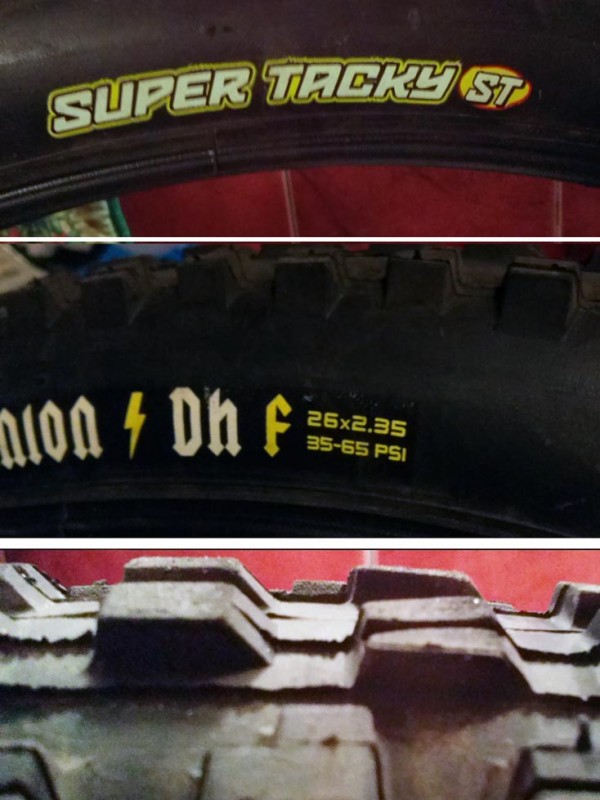 SUPER TACKY ST
nion Dh F 26x2.35
35-65 PSI